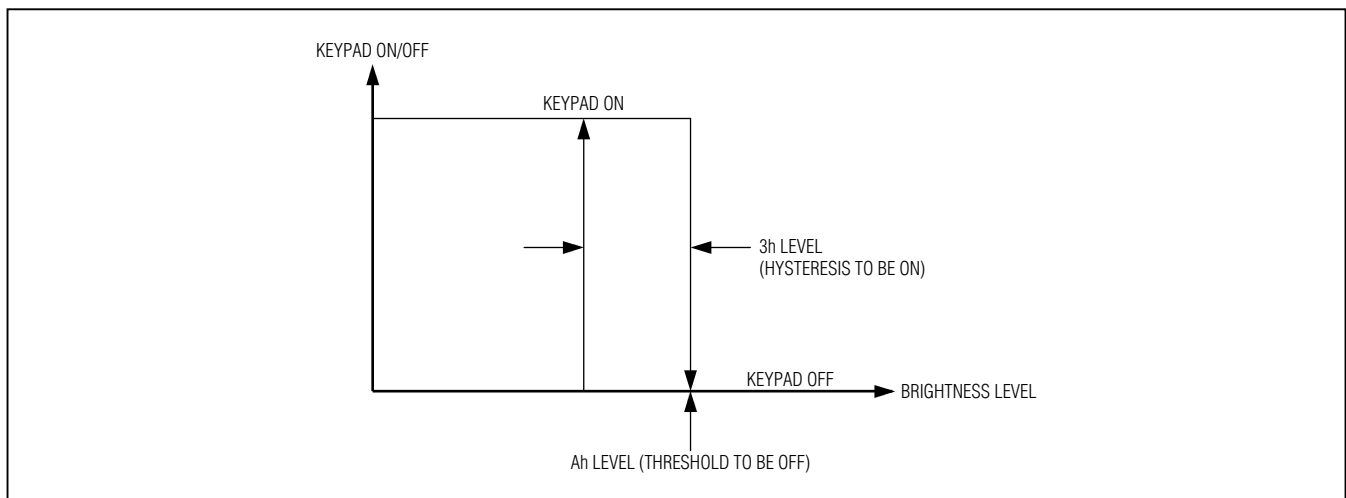 KEYPAD ON/OFF
KEYPAD ON
3h LEVEL
(HYSTERESIS TO BE ON)
KEYPAD OFF
BRIGHTNESS LEVEL
Ah LEVEL (THRESHOLD TO BE OFF)